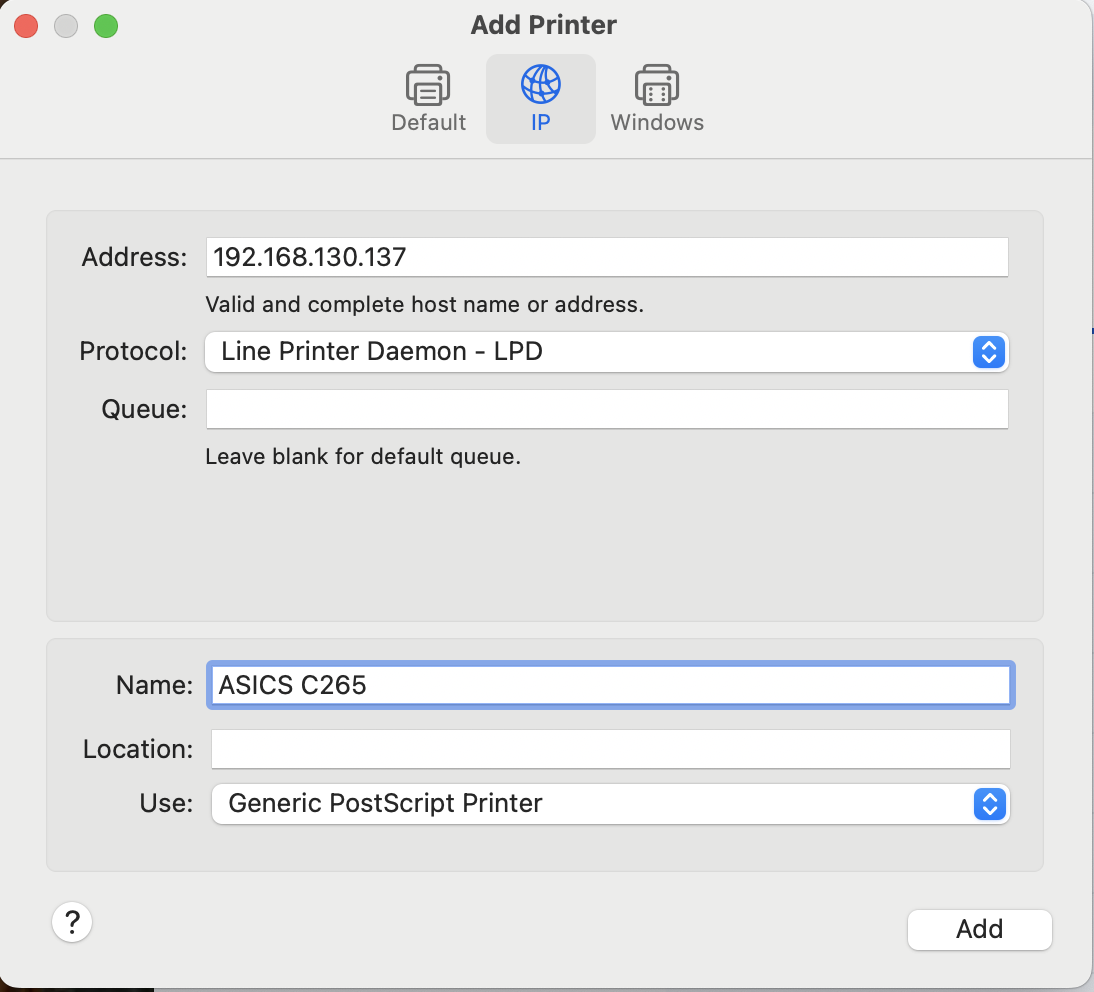 Add Printer
Default
IP
Windows
Address: 192.168.130.137
Valid and complete host name or address.
Protocol: Line Printer Daemon - LPD
Queue:
Leave blank for default queue.
Name: ASICS C265
Location:
Use: Generic PostScript Printer
?
Add